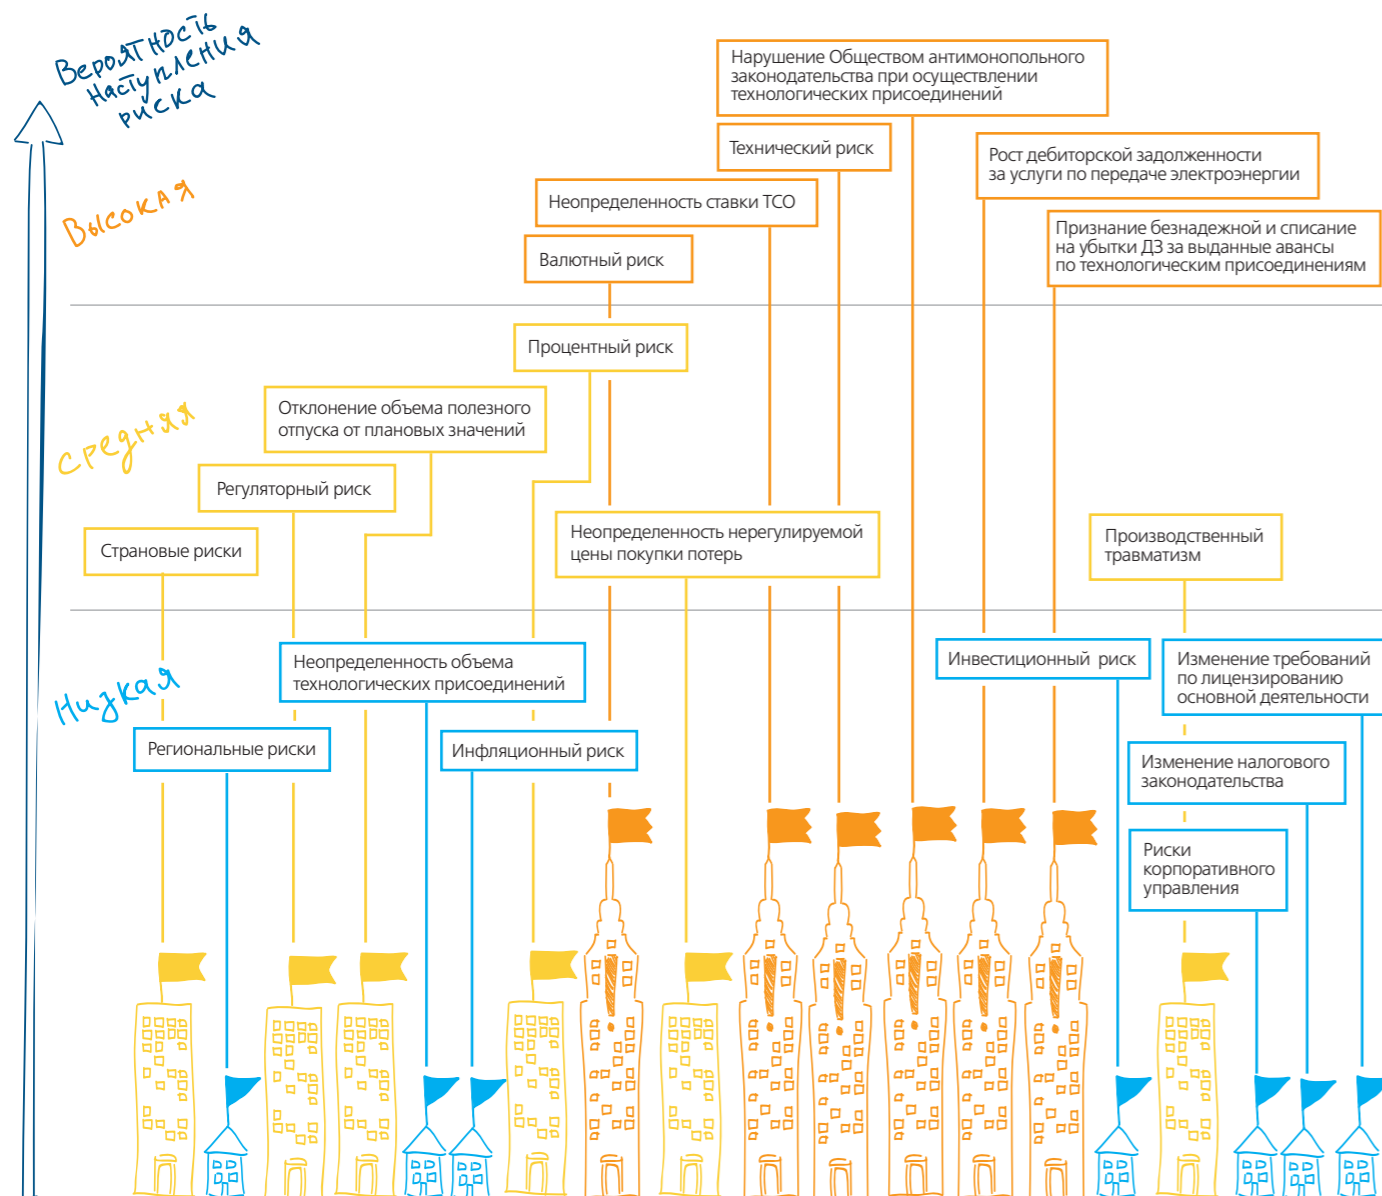 Вероятность
наступления
риска
Нарушение Обществом антимонопольного
законодательства при осуществлении
технологических присоединений
Технический риск
Рост дебиторской задолженности
за услуги по передаче электроэнергии
Высокая
Неопределенность ставки ТСО
Признание безнадежной и списание
на убытки ДЗ за выданные авансы
по технологическим присоединениям
Валютный риск
Процентный риск
Средняя
Отклонение объема полезного
отпуска от плановых значений
Регуляторный риск
Страновые риски
Неопределенность нерегулируемой
цены покупки потерь
Производственный
травматизм
Низкая
Неопределенность объема
технологических присоединений
Инвестиционный риск
Изменение требований
по лицензированию
основной деятельности
Региональные риски
Инфляционный риск
Изменение налогового
законодательства
Риски
корпоративного
управления